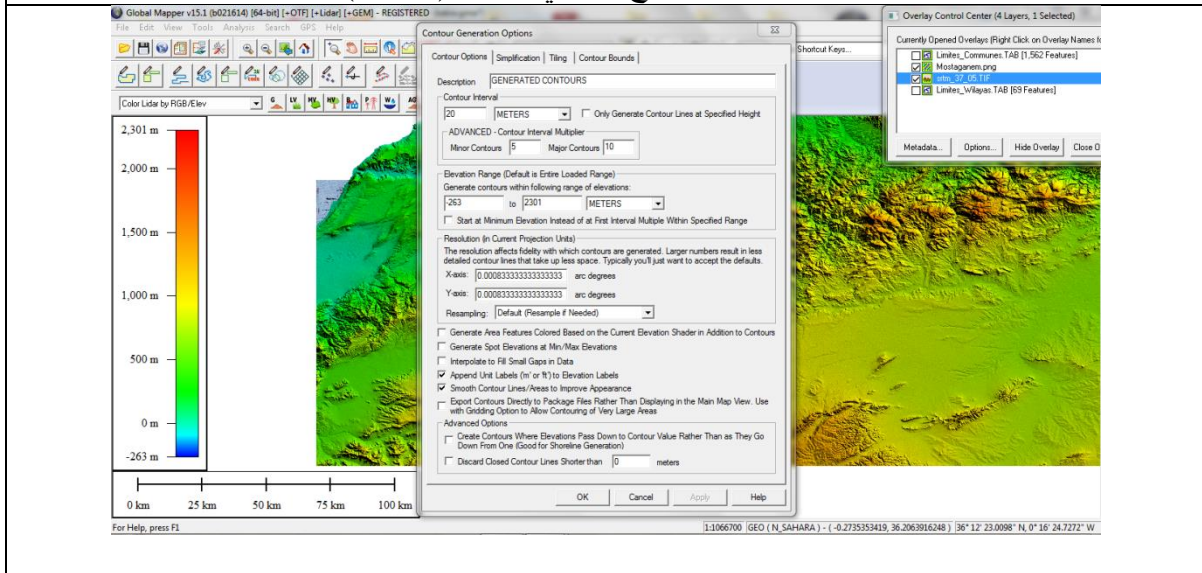 Global Mapper v15.1 (b021614) [64-bit] [+OTF] [+Lidar] [+GEM] - REGISTERED
File Edit View Tools Analysis Search GPS Help
Shortcut Keys...
Color Lidar by RGB/Elev
2,301 m
2,000 m
1,500 m
1,000 m
500 m
0 m
-263 m
0 km 25 km 50 km 75 km 100 km
Contour Generation Options
Contour Options Simplification Tiling Contour Bounds
Description GENERATED CONTOURS
Contour Interval
20 METERS Only Generate Contour Lines at Specified Height
ADVANCED - Contour Interval Multiplier
Minor Contours 5 Major Contours 10
Elevation Range (Default is Entire Loaded Range)
Generate contours within following range of elevations:
-263 to 2301 METERS
Start at Minimum Elevation Instead of at First Interval Multiple Within Specified Range
Resolution (in Current Projection Units)
The resolution affects fidelity with which contours are generated. Larger numbers result in less
detailed contour lines that take up less space. Typically you'll just want to accept the defaults.
X-axis: 0.000833333333333333 arc degrees
Y-axis: 0.000833333333333333 arc degrees
Resampling: Default (Resample if Needed)
Generate Area Features Colored Based on the Current Elevation Shader in Addition to Contours
Generate Spot Elevations at Min/Max Elevations
Interpolate to Fill Small Gaps in Data
Append Unit Labels ('m' or ft') to Elevation Labels
Smooth Contour Lines/Areas to Improve Appearance
Export Contours Directly to Package Files Rather Than Displaying in the Main Map View. Use
with Gridding Option to Allow Contouring of Very Large Areas
Advanced Options
Create Contours Where Elevations Pass Down to Contour Value Rather Than as They Go
Down From One (Good for Shoreline Generation)
Discard Closed Contour Lines Shorter than 0 meters
OK Cancel Apply Help
Overlay Control Center (4 Layers, 1 Selected)
Currently Opened Overlays (Right Click on Overlay Names fo
Limites_Communes.TAB [1,562 Features]
Mostaganem.png
srtm_37_05.TIF
Limites_Wilayas.TAB [69 Features]
Metadata... Options... Hide Overlay Close O
For Help, press F1
1:1066700 GEO ( N_SAHARA ) - ( -0.2735353419, 36.2063916248 ) 36° 12' 23.0098" N, 0° 16' 24.7272" W